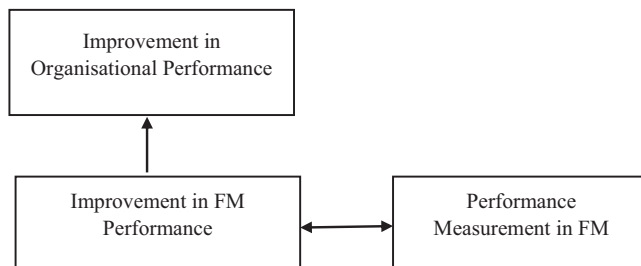 Improvement in
Organisational Performance
Improvement in FM
Performance
Performance
Measurement in FM